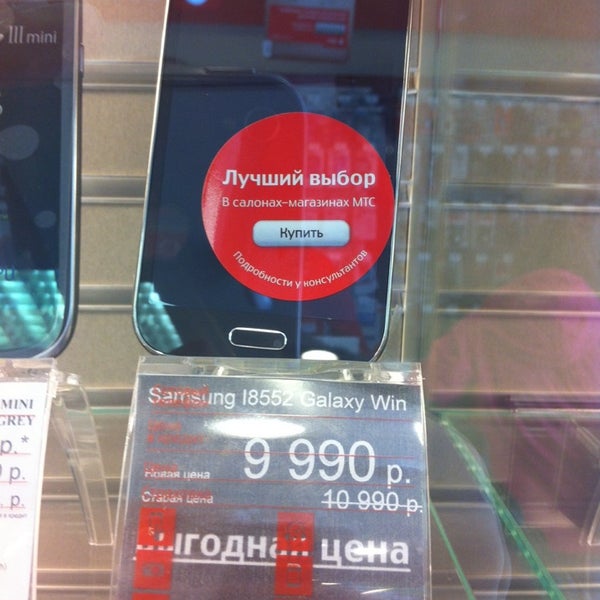 III mini
Лучший выбор
В салонах-магазинах МТС
Купить
Подробности у консультантов
Samsung I8552 Galaxy Win
Новая цена 9 990 р.
Старая цена 10 990 р.
Выгодная цена
MINI
GREY
р.*
р.
р.